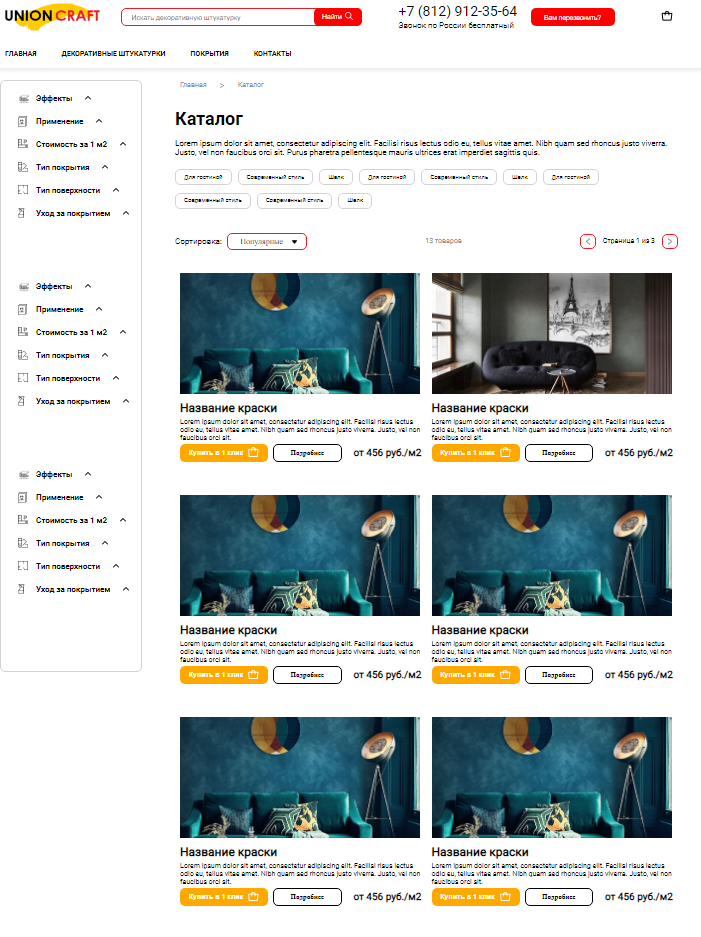 UNION CRAFT
Искать декоративную штукатурку
Найти
+7 (812) 912-35-64
Звонок по России бесплатный
Вам перезвонить?
ГЛАВНАЯ ДЕКОРАТИВНЫЕ ШТУКАТУРКИ ПОКРЫТИЯ КОНТАКТЫ
Эффекты
Применение
Стоимость за 1 м2
Тип покрытия
Тип поверхности
Уход за покрытием
Эффекты
Применение
Стоимость за 1 м2
Тип покрытия
Тип поверхности
Уход за покрытием
Эффекты
Применение
Стоимость за 1 м2
Тип покрытия
Тип поверхности
Уход за покрытием
Главная > Каталог
Каталог
Lorem ipsum dolor sit amet, consectetur adipiscing elit. Facilisi risus lectus odio eu, tellus vitae amet. Nibh quam sed rhoncus justo viverra.
Justo, vel non faucibus orci sit. Purus pharetra pellentesque mauris ultrices erat imperdiet sagittis quis.
Для гостиной Современный стиль Шелк Для гостиной Современный стиль Шелк Для гостиной
Современный стиль Современный стиль Шелк
Сортировка: Популярные
13 товаров
Страница 1 из 3
Название краски
Lorem ipsum dolor sit amet, consectetur adipiscing elit. Facilisi risus lectus
odio eu, tellus vitae amet. Nibh quam sed rhoncus justo viverra. Justo, vel non
faucibus orci sit.
Купить в 1 клик Подробнее от 456 руб./м2
Название краски
Lorem ipsum dolor sit amet, consectetur adipiscing elit. Facilisi risus lectus
odio eu, tellus vitae amet. Nibh quam sed rhoncus justo viverra. Justo, vel non
faucibus orci sit.
Купить в 1 клик Подробнее от 456 руб./м2
Название краски
Lorem ipsum dolor sit amet, consectetur adipiscing elit. Facilisi risus lectus
odio eu, tellus vitae amet. Nibh quam sed rhoncus justo viverra. Justo, vel non
faucibus orci sit.
Купить в 1 клик Подробнее от 456 руб./м2
Название краски
Lorem ipsum dolor sit amet, consectetur adipiscing elit. Facilisi risus lectus
odio eu, tellus vitae amet. Nibh quam sed rhoncus justo viverra. Justo, vel non
faucibus orci sit.
Купить в 1 клик Подробнее от 456 руб./м2
Название краски
Lorem ipsum dolor sit amet, consectetur adipiscing elit. Facilisi risus lectus
odio eu, tellus vitae amet. Nibh quam sed rhoncus justo viverra. Justo, vel non
faucibus orci sit.
Купить в 1 клик Подробнее от 456 руб./м2
Название краски
Lorem ipsum dolor sit amet, consectetur adipiscing elit. Facilisi risus lectus
odio eu, tellus vitae amet. Nibh quam sed rhoncus justo viverra. Justo, vel non
faucibus orci sit.
Купить в 1 клик Подробнее от 456 руб./м2